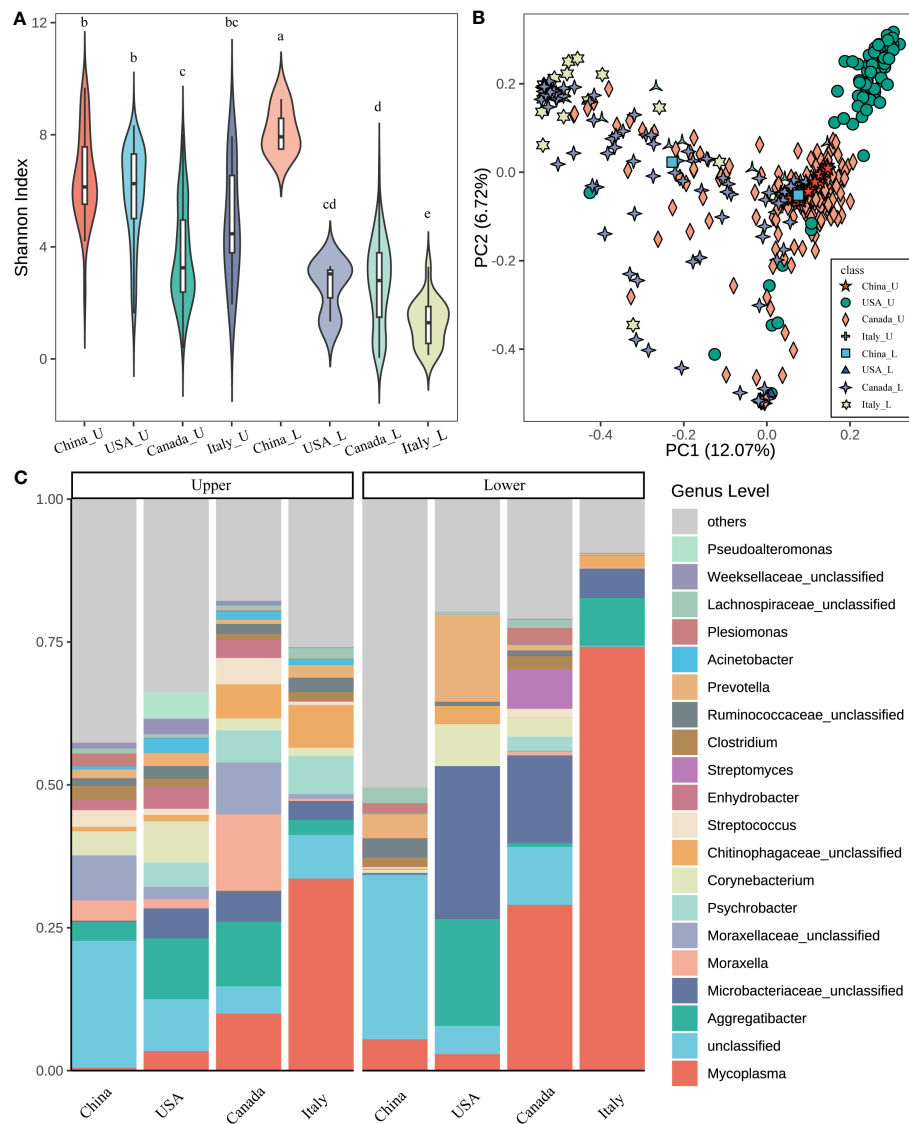 A
Shannon Index
12
8
4
0
b
b
c
bc
a
cd
d
e
China_U
USA_U
Canada_U
Italy_U
China_L
USA_L
Canada_L
Italy_L
B
PC2 (6.72%)
0.2
0.0
-0.2
-0.4
-0.4
-0.2
0.0
0.2
PC1 (12.07%)
class
China_U
USA_U
Canada_U
Italy_U
China_L
USA_L
Canada_L
Italy_L
C
Upper
Lower
1.00
0.75
0.50
0.25
0.00
China
USA
Canada
Italy
China
USA
Canada
Italy
Genus Level
others
Pseudoalteromonas
Weeksellaceae_unclassified
Lachnospiraceae_unclassified
Plesiomonas
Acinetobacter
Prevotella
Ruminococcaceae_unclassified
Clostridium
Streptomyces
Enhydrobacter
Streptococcus
Chitinophagaceae_unclassified
Corynebacterium
Psychrobacter
Moraxellaceae_unclassified
Moraxella
Microbacteriaceae_unclassified
Aggregatibacter
unclassified
Mycoplasma